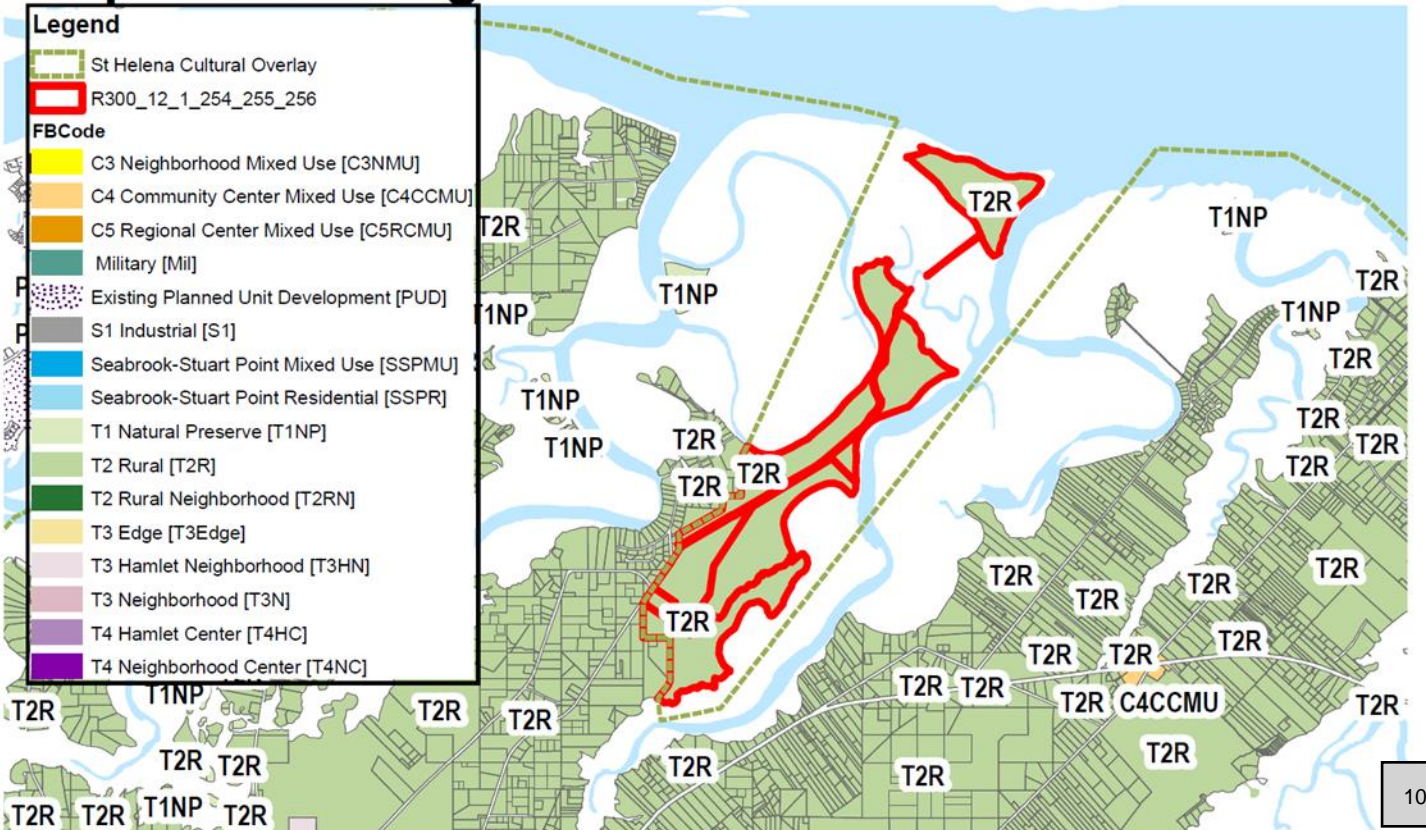 Legend
St Helena Cultural Overlay
R300_12_1_254_255_256
FBCode
C3 Neighborhood Mixed Use [C3NMU]
C4 Community Center Mixed Use [C4CCMU]
C5 Regional Center Mixed Use [C5RCMU]
Military [Mil]
Existing Planned Unit Development [PUD]
S1 Industrial [S1]
Seabrook-Stuart Point Mixed Use [SSPMU]
Seabrook-Stuart Point Residential [SSPR]
T1 Natural Preserve [T1NP]
T2 Rural [T2R]
T2 Rural Neighborhood [T2RN]
T3 Edge [T3Edge]
T3 Hamlet Neighborhood [T3HN]
T3 Neighborhood [T3N]
T4 Hamlet Center [T4HC]
T4 Neighborhood Center [T4NC]
T2R
T1NP
T2R
T2R
T1NP
T1NP
T2R
T1NP
T2R
T1NP
T2R
T1NP
T2R
T2R
T2R
T2R
T2R
T2R
T2R
T2R
T2R
T2R
T2R
T2R
T2R
T2R
T1NP
T2R
T2R
T2R
T2R
T2R
T2R
C4CCMU
T2R
T2R
T2R
T2R
T2R
T2R
T2R
T2R
T1NP
T2R
10